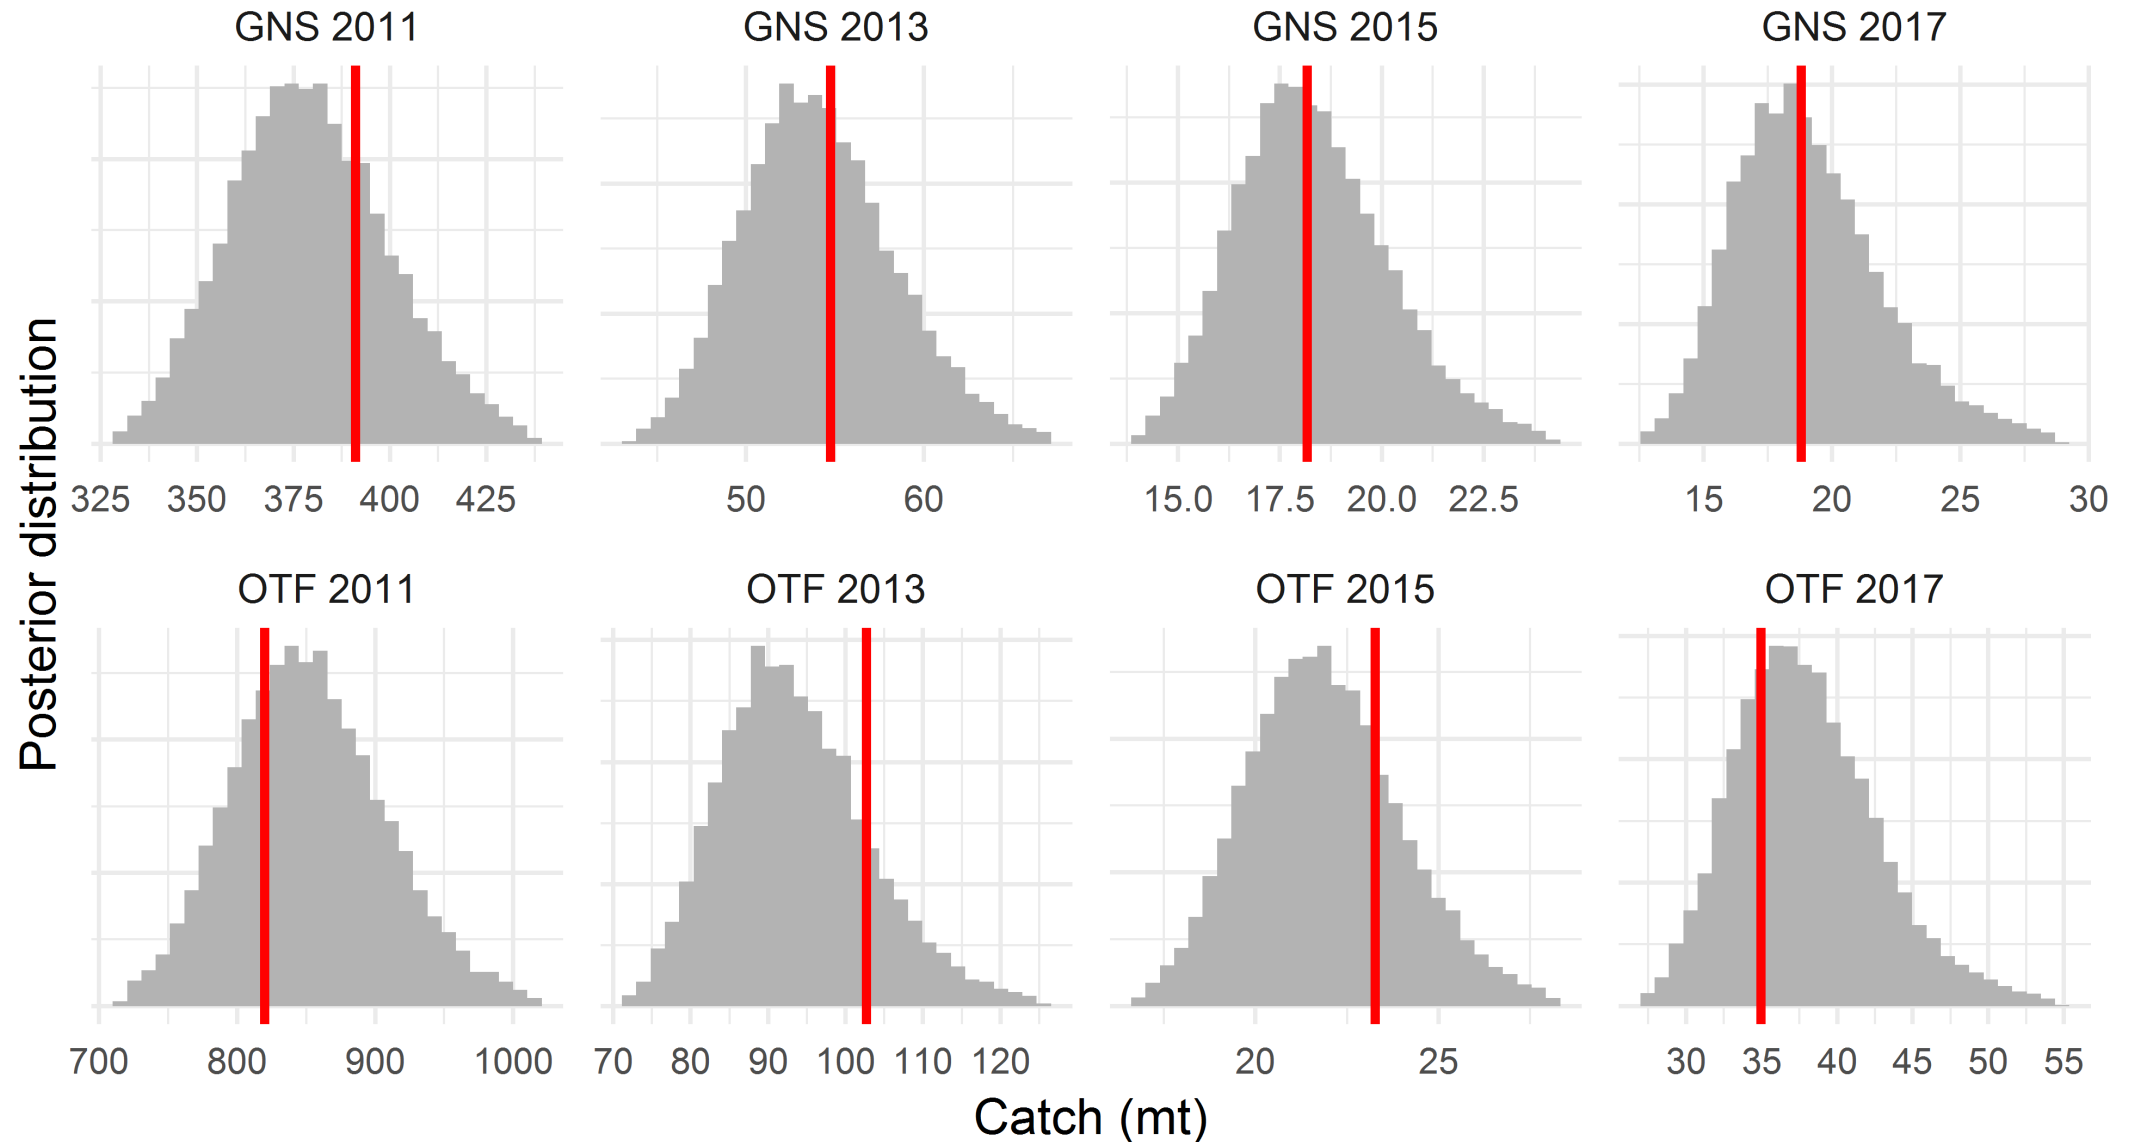 GNS 2011 GNS 2013 GNS 2015 GNS 2017
325 350 375 400 425 50 60 15.0 17.5 20.0 22.5 15 20 25 30
Posterior distribution
OTF 2011 OTF 2013 OTF 2015 OTF 2017
700 800 900 1000 70 80 90 100 110 120 20 25 30 35 40 45 50 55
Catch (mt)